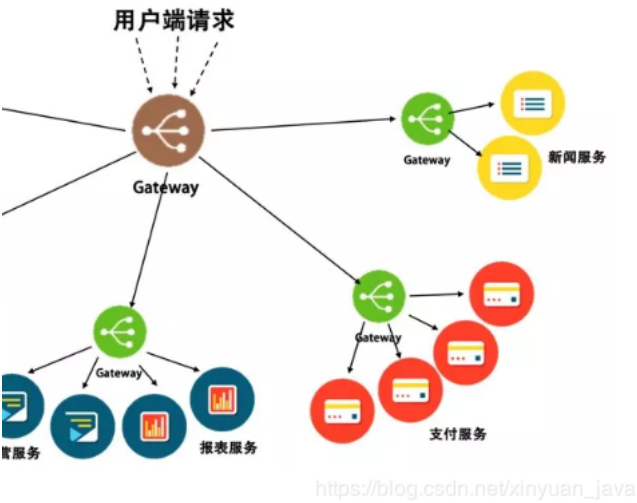 用户端请求
Gateway
Gateway
新闻服务
Gateway
Gateway
支付服务
报表服务
营服务
https://blog.csdn.net/xinyuan_java